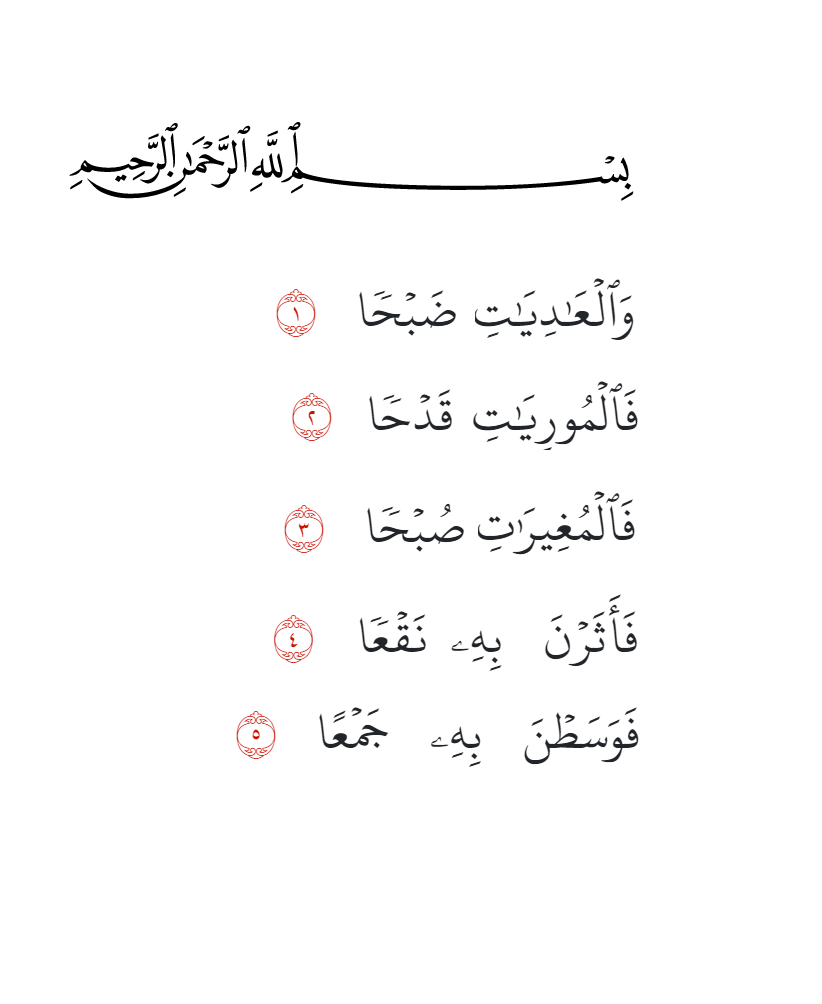 بِسْمِ ٱللَّهِ ٱلرَّحْمَٰنِ ٱلرَّحِيمِ
وَٱلْعَٰدِيَٰتِ ضَبْحَا ١
فَٱلْمُورِيَٰتِ قَدْحَا ٢
فَٱلْمُغِيرَٰتِ صُبْحَا ٣
فَأَثَرْنَ بِهِۦ نَقْعَا ٤
فَوَسَطْنَ بِهِۦ جَمْعًا ٥